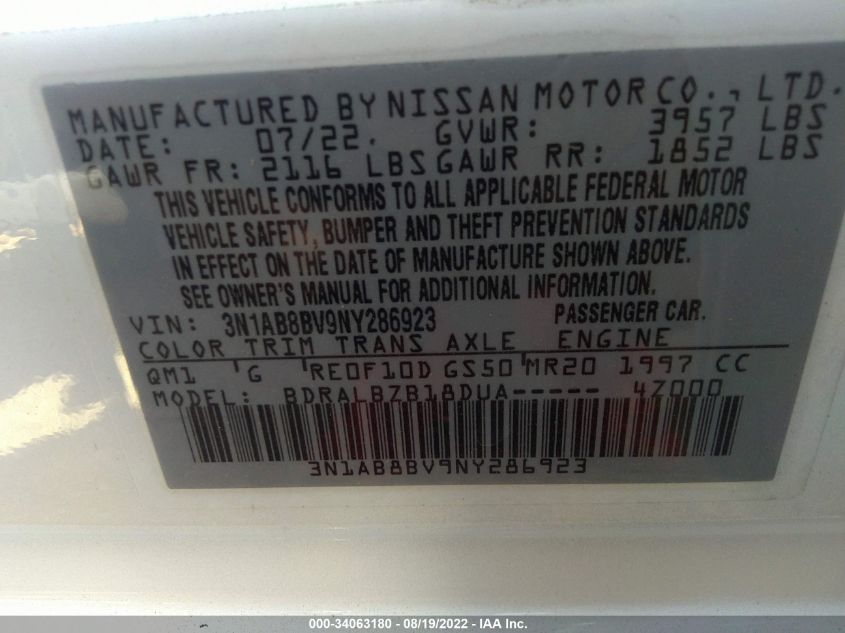 MANUFACTURED BY NISSAN MOTOR CO., LTD.
DATE: 07/22. GVWR: 3957 LBS
GAWR FR: 2116 LBS GAWR RR: 1852 LBS
THIS VEHICLE CONFORMS TO ALL APPLICABLE FEDERAL MOTOR
VEHICLE SAFETY, BUMPER AND THEFT PREVENTION STANDARDS
IN EFFECT ON THE DATE OF MANUFACTURE SHOWN ABOVE.
SEE OWNER'S MANUAL FOR ADDITIONAL INFORMATION.
VIN: 3N1AB8BV9NY286923 PASSENGER CAR.
COLOR TRIM TRANS AXLE ENGINE
QM1 'G 'RE0F10D GS50'MR20 1997 CC
MODEL: BDRALBZB18DUA----- 4Z000
3N1AB8BV9NY286923
000-34063180 - 08/19/2022 - IAA Inc.